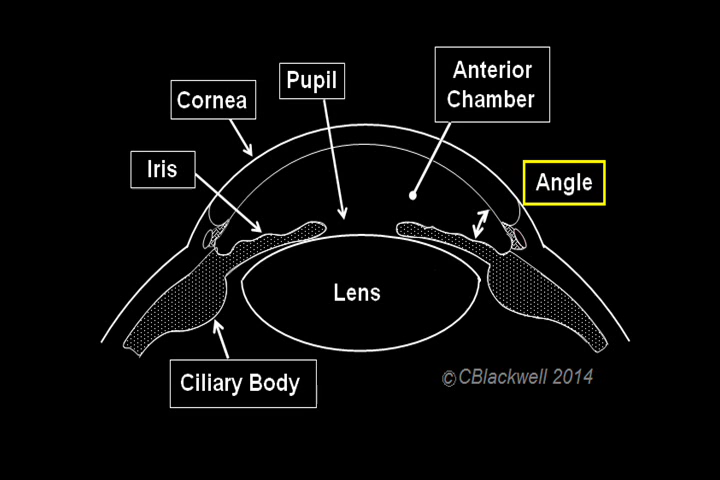 Pupil
Anterior
Chamber
Cornea
Iris
Angle
Lens
Ciliary Body
©CBlackwell 2014